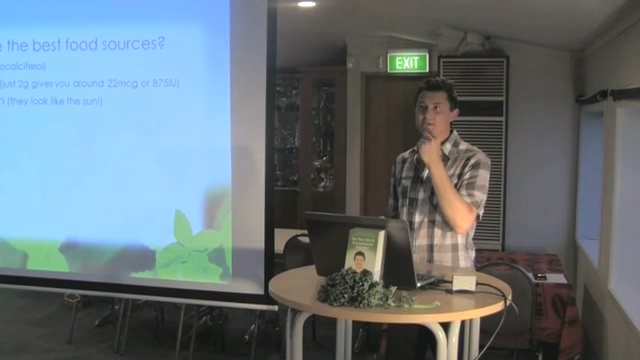 the best food sources?
ocalciferol)
(just 2g gives you around 22mcg or 875IU)
(they look like the sun!)
EXIT